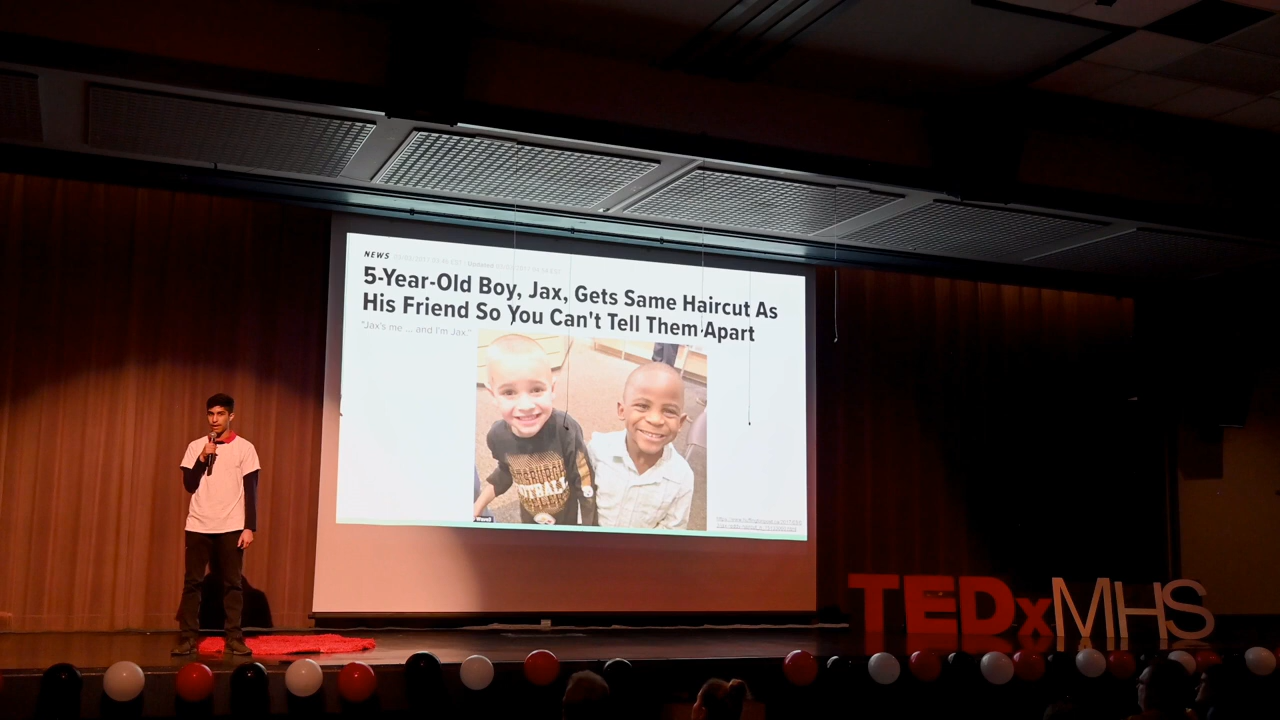 NEWS
5-Year-Old Boy, Jax, Gets Same Haircut As
His Friend So You Can't Tell Them Apart
"Jax's me ... and I'm Jax."
TEDxMHS